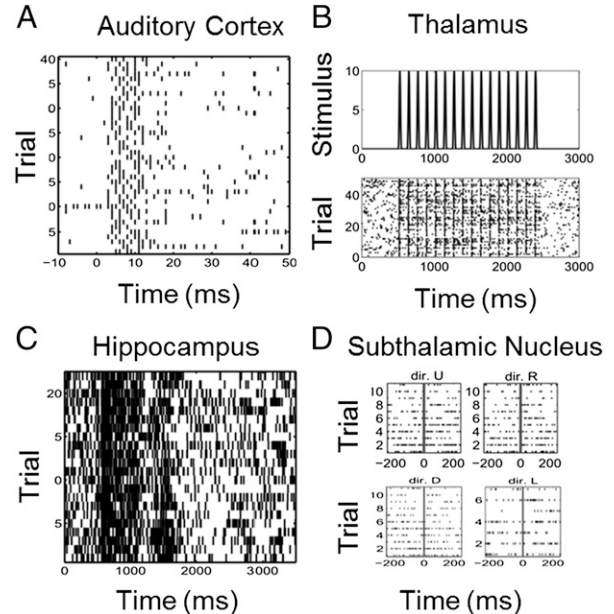 A Auditory Cortex
Trial
40
5
0
5
0
5
0
5
−10 0 10 20 30 40 50
Time (ms)
B Thalamus
Stimulus
10
5
0
0 1000 2000 3000
Trial
40
20
0
0 1000 2000 3000
Time (ms)
C Hippocampus
Trial
20
5
0
5
0 1000 2000 3000
Time (ms)
D Subthalamic Nucleus
dir. U dir. R
Trial
10
8
6
4
2
−200 0 200
10
8
6
4
2
−200 0 200
dir. D dir. L
Trial
10
8
6
4
2
−200 0 200
6
4
2
−200 0 200
Time (ms)